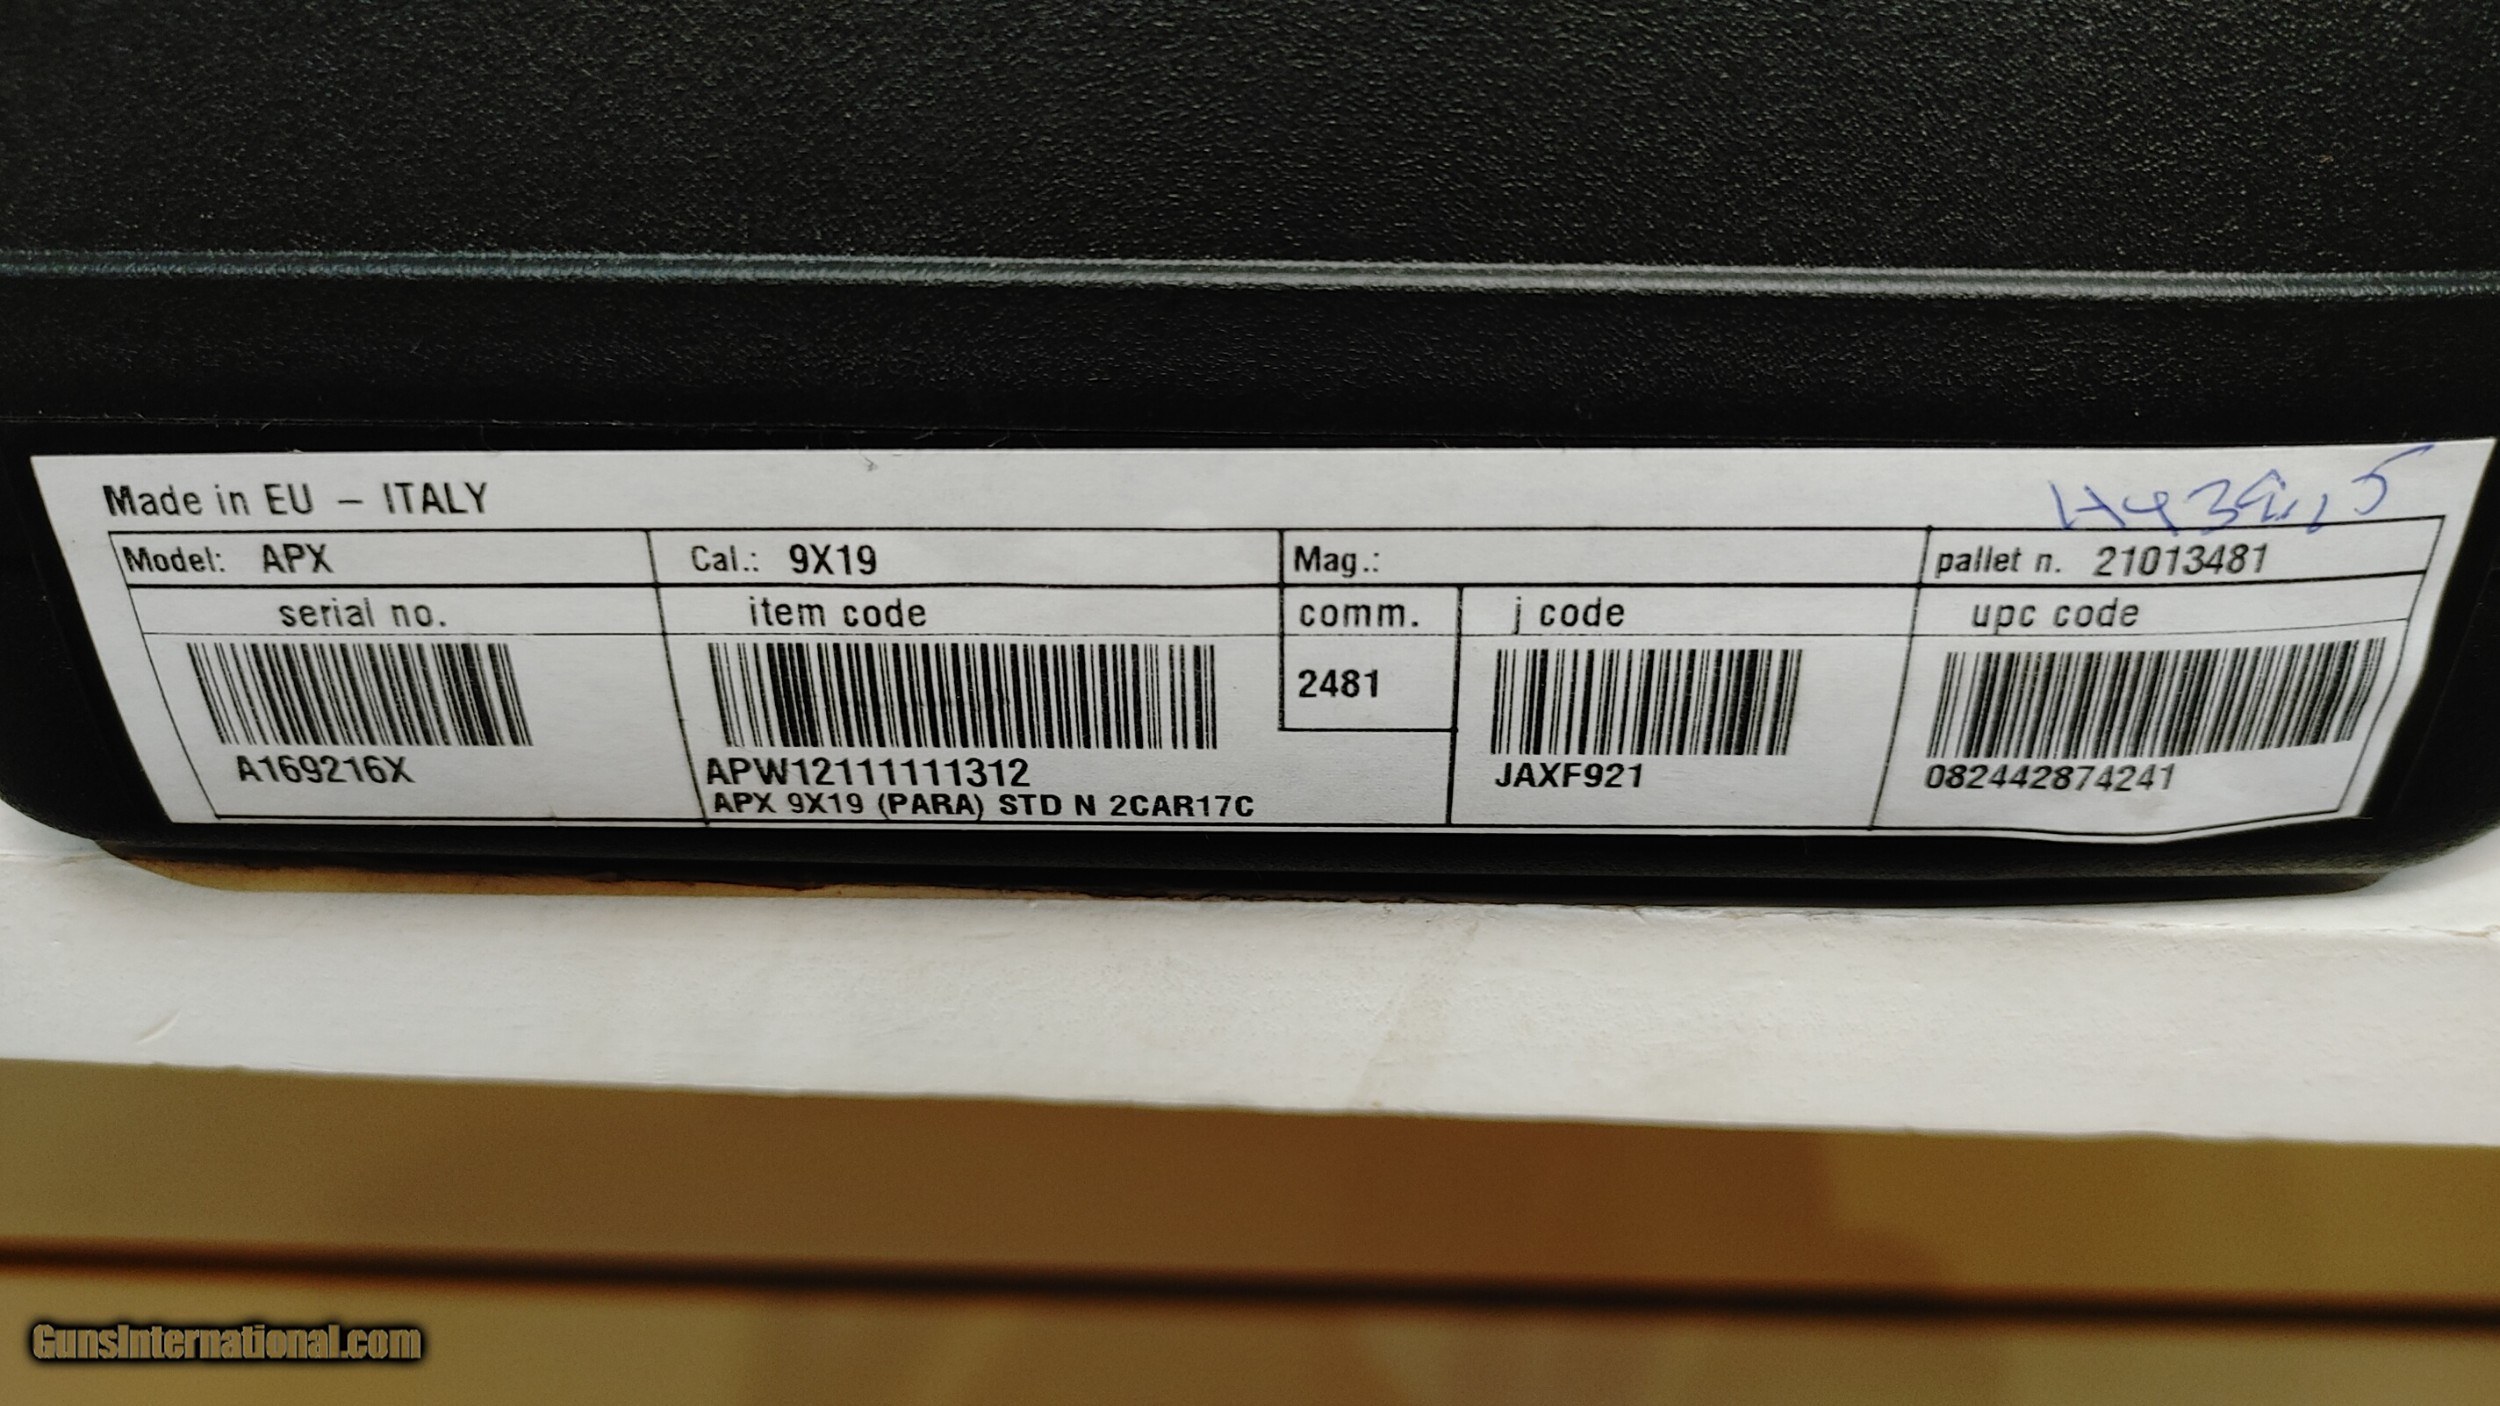 Made in EU – ITALY
Model: APX Cal.: 9X19 Mag.: pallet n. 21013481
serial no. item code comm. j code upc code
2481
A169216X APW12111111312 JAXF921 082442874241
APX 9X19 (PARA) STD N 2CAR17C
GunsInternational.com